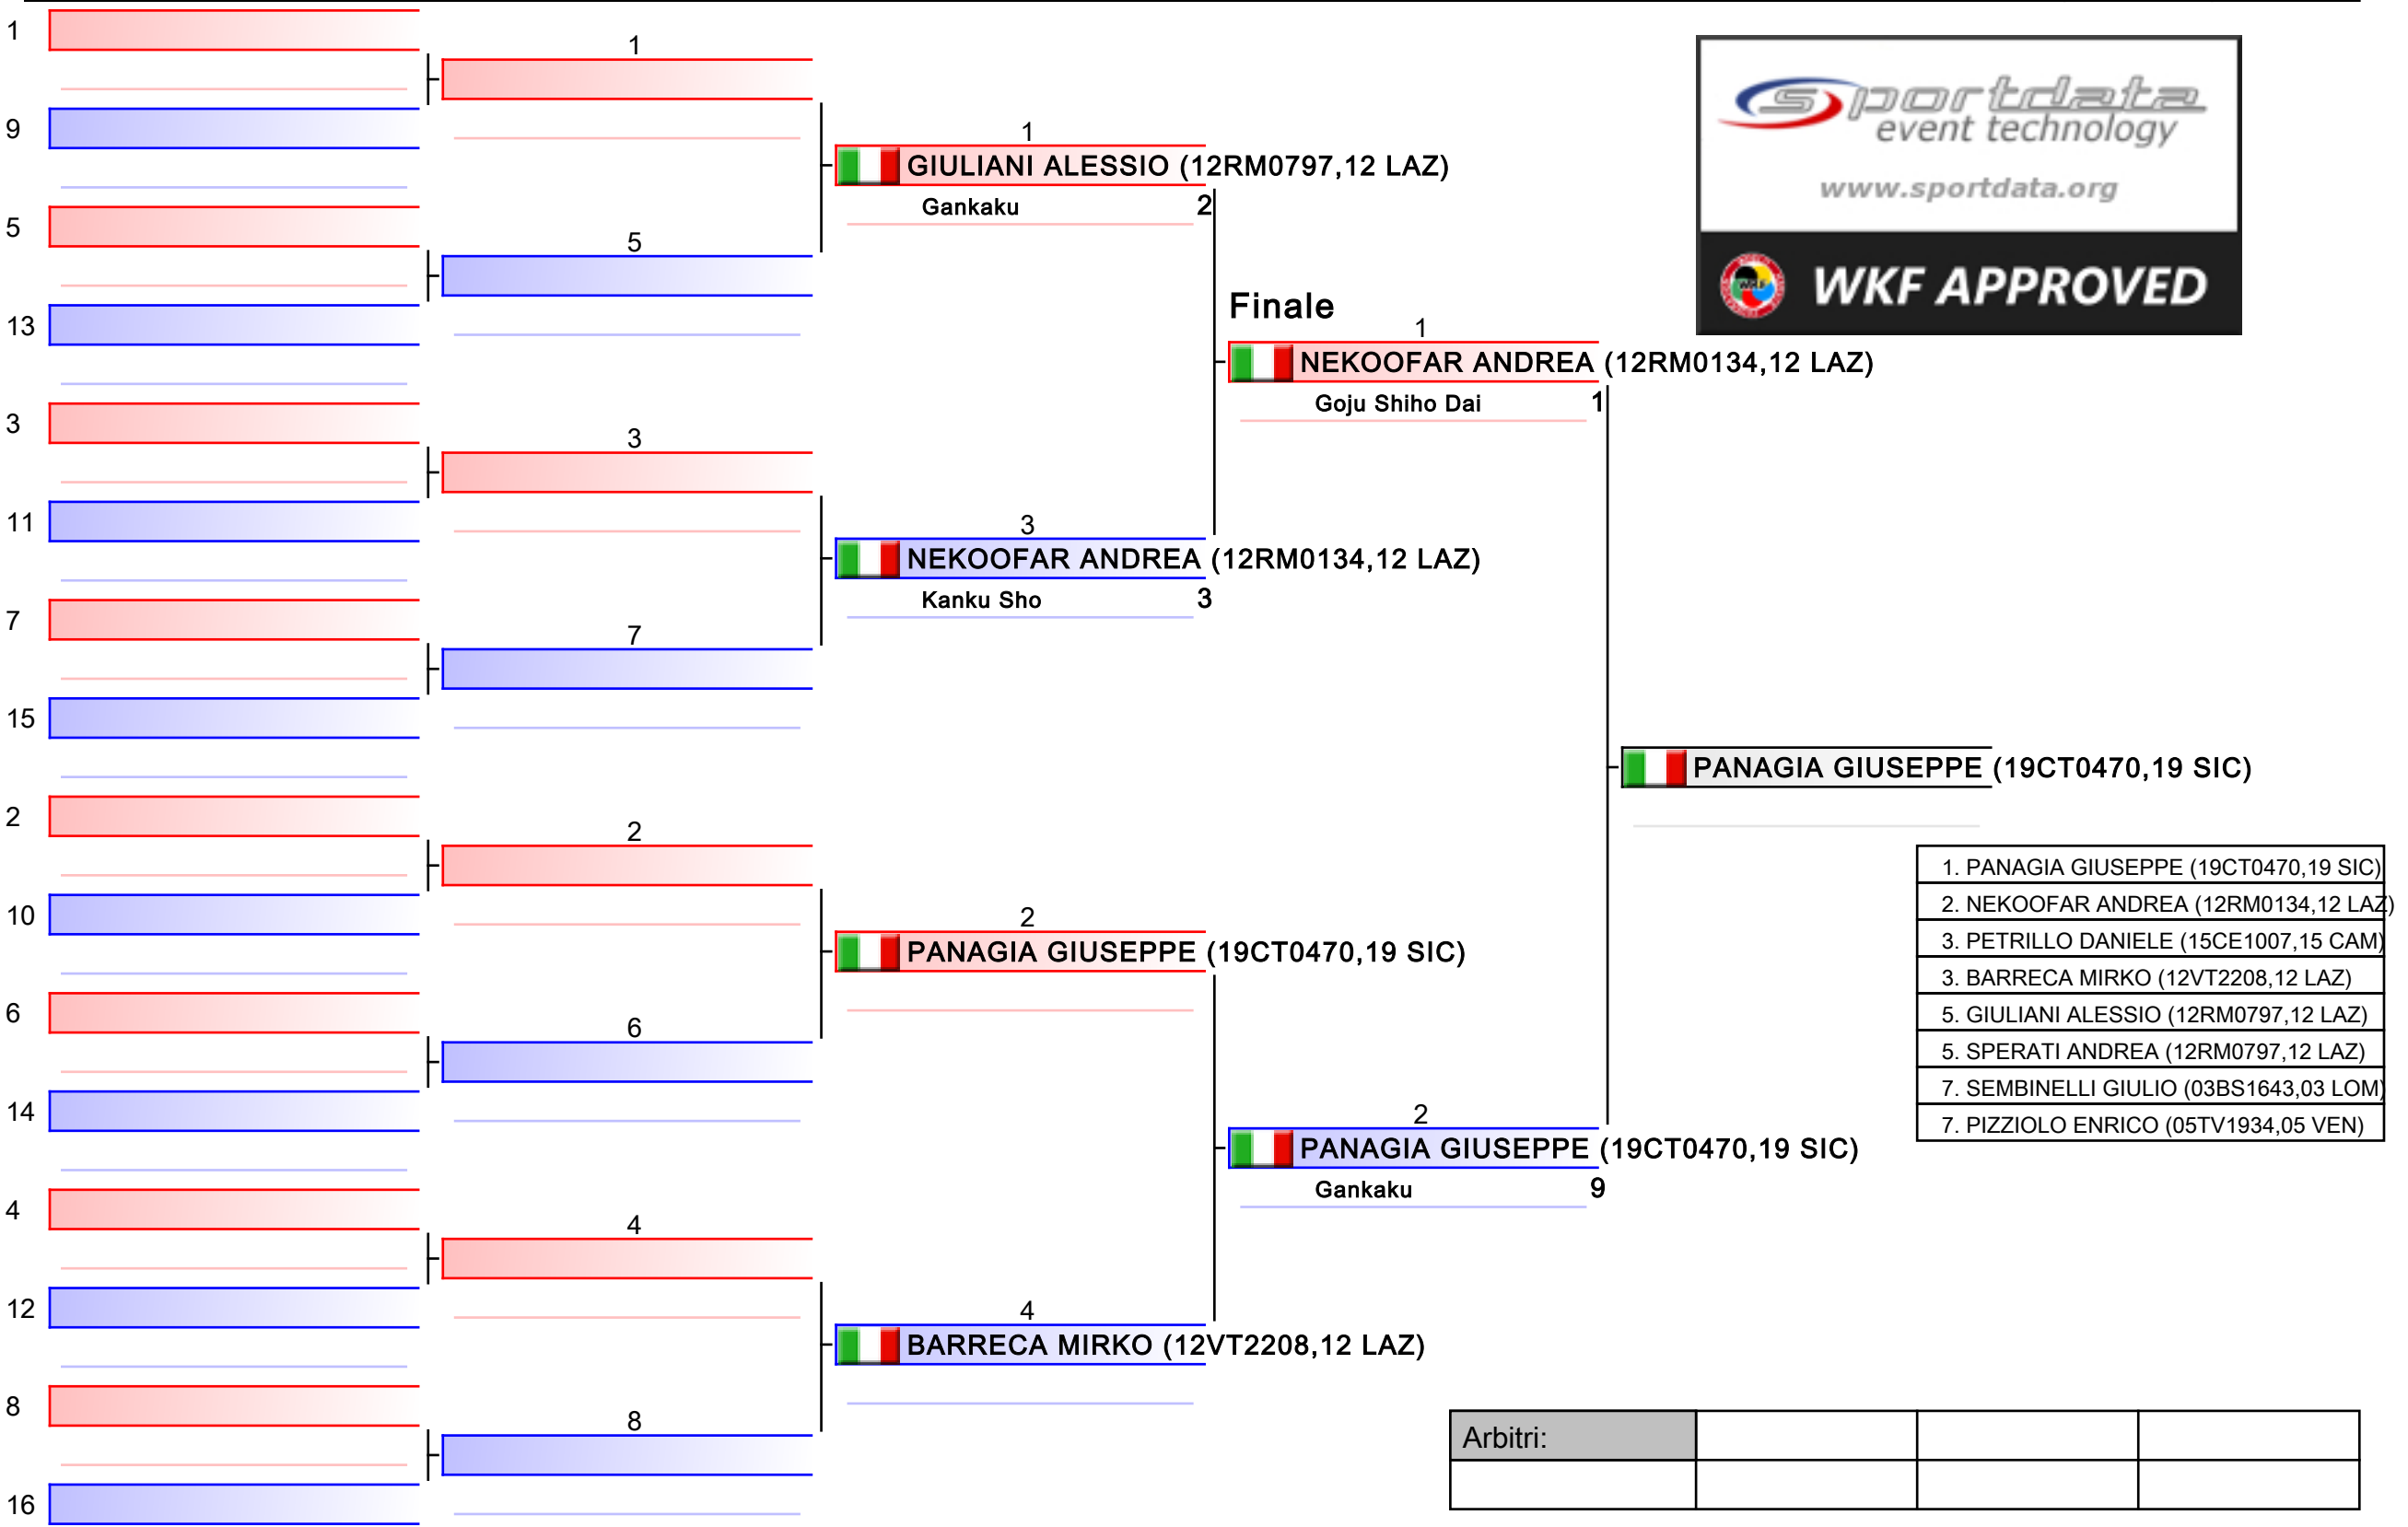 1
9
5
13
3
11
7
15
2
10
6
14
4
12
8
16
1
5
3
7
2
6
4
8
1
GIULIANI ALESSIO (12RM0797,12 LAZ)
Gankaku 2
3
NEKOOFAR ANDREA (12RM0134,12 LAZ)
Kanku Sho 3
2
PANAGIA GIUSEPPE (19CT0470,19 SIC)
4
BARRECA MIRKO (12VT2208,12 LAZ)
Finale
1
NEKOOFAR ANDREA (12RM0134,12 LAZ)
Goju Shiho Dai 1
2
PANAGIA GIUSEPPE (19CT0470,19 SIC)
Gankaku 9
PANAGIA GIUSEPPE (19CT0470,19 SIC)
sportdata
event technology
www.sportdata.org
WKF
WKF APPROVED
1. PANAGIA GIUSEPPE (19CT0470,19 SIC)
2. NEKOOFAR ANDREA (12RM0134,12 LAZ)
3. PETRILLO DANIELE (15CE1007,15 CAM)
3. BARRECA MIRKO (12VT2208,12 LAZ)
5. GIULIANI ALESSIO (12RM0797,12 LAZ)
5. SPERATI ANDREA (12RM0797,12 LAZ)
7. SEMBINELLI GIULIO (03BS1643,03 LOM)
7. PIZZIOLO ENRICO (05TV1934,05 VEN)
Arbitri: